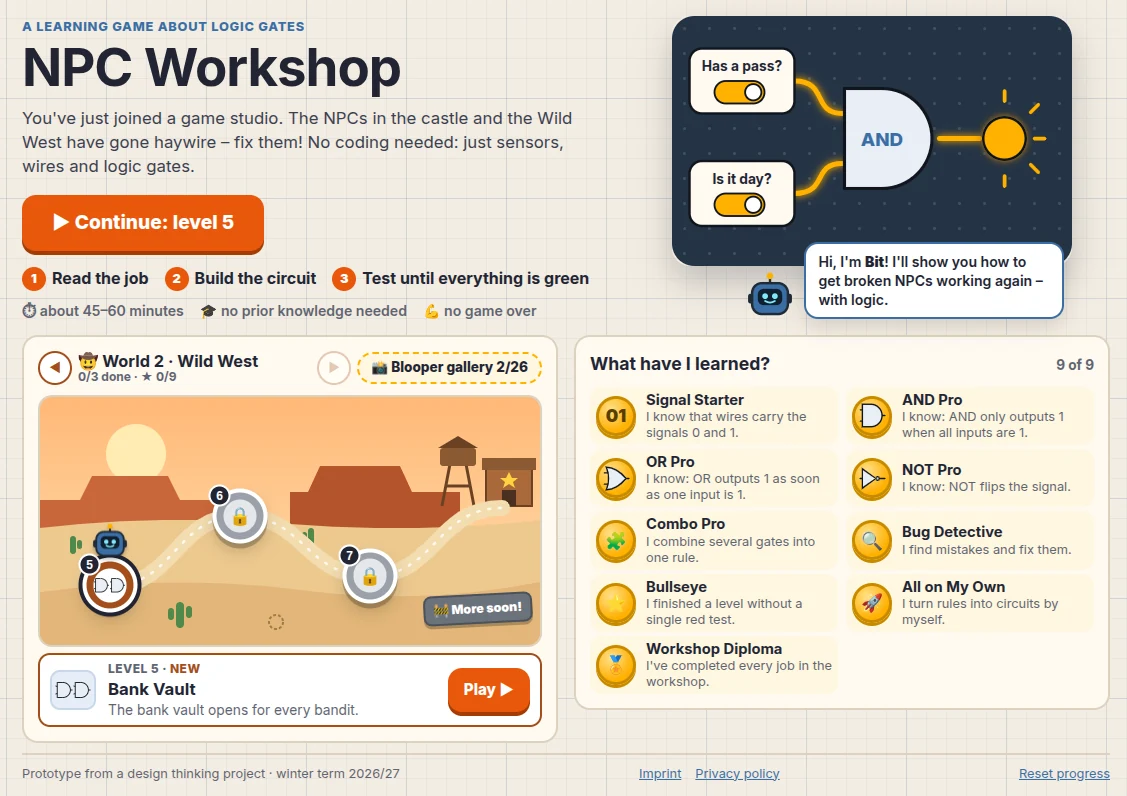 A LEARNING GAME ABOUT LOGIC GATES
NPC Workshop
You've just joined a game studio. The NPCs in the castle and the Wild
West have gone haywire – fix them! No coding needed: just sensors,
wires and logic gates.
▶ Continue: level 5
1 Read the job
2 Build the circuit
3 Test until everything is green
⏱ about 45–60 minutes
🎓 no prior knowledge needed
💪 no game over
Has a pass?
Is it day?
AND
Hi, I'm Bit! I'll show you how to
get broken NPCs working again –
with logic.
🤠 World 2 · Wild West
0/3 done · ★ 0/9
📸 Blooper gallery 2/26
6
7
5
🚧 More soon!
LEVEL 5 · NEW
Bank Vault
The bank vault opens for every bandit.
Play ▶
What have I learned?
9 of 9
01
Signal Starter
I know that wires carry the
signals 0 and 1.
AND Pro
I know: AND only outputs 1
when all inputs are 1.
OR Pro
I know: OR outputs 1 as soon
as one input is 1.
NOT Pro
I know: NOT flips the signal.
Combo Pro
I combine several gates into
one rule.
Bug Detective
I find mistakes and fix them.
Bullseye
I finished a level without a
single red test.
All on My Own
I turn rules into circuits by
myself.
Workshop Diploma
I've completed every job in the
workshop.
Prototype from a design thinking project · winter term 2026/27
Imprint
Privacy policy
Reset progress